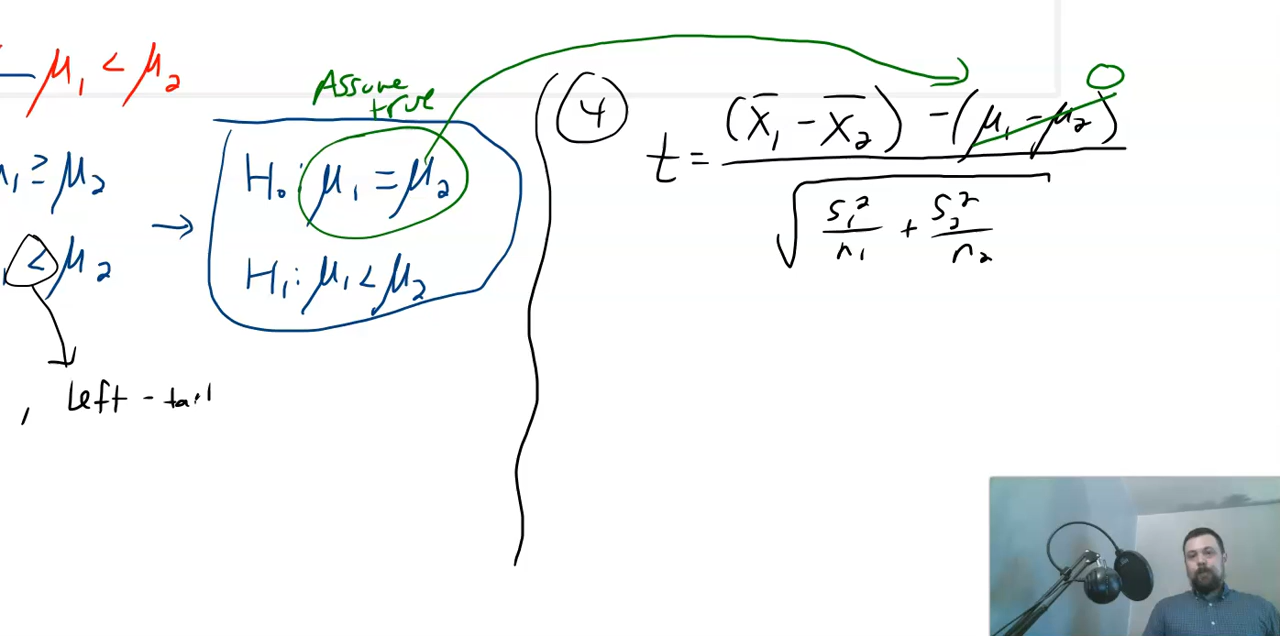 μ₁ < μ₂
μ₁ ≥ μ₂
< μ₂
Left - tail
Assume
true
H₀: μ₁ = μ₂
H₁: μ₁ < μ₂
4
t = (x̄₁ - x̄₂) - (μ₁ - μ₂) 0
√ s₁²/n₁ + s₂²/n₂